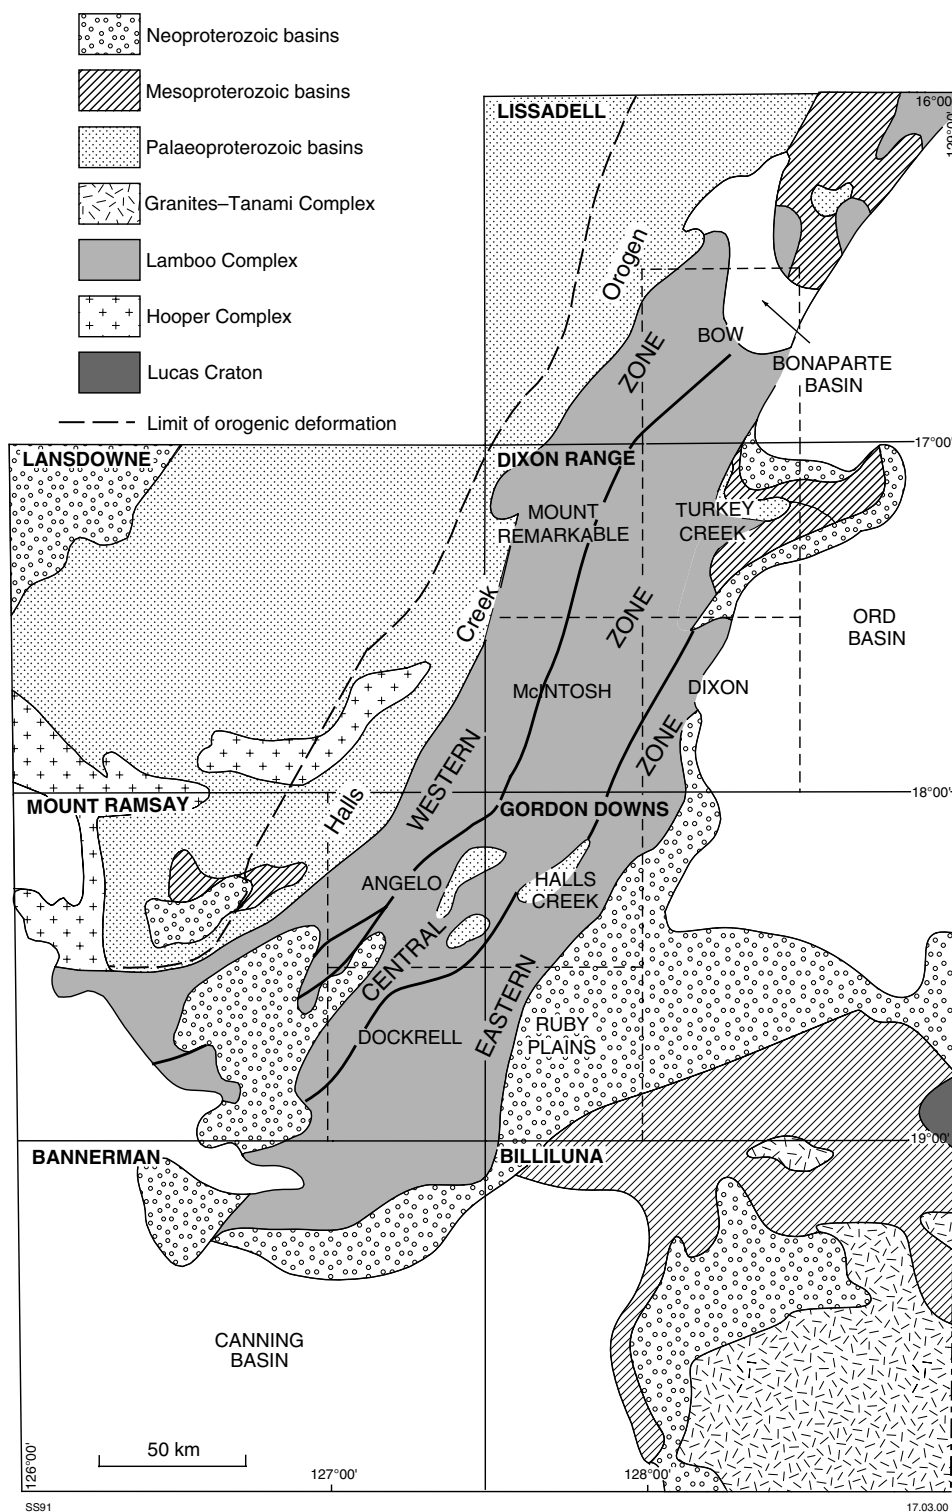 Neoproterozoic basins
Mesoproterozoic basins
Palaeoproterozoic basins
Granites–Tanami Complex
Lamboo Complex
Hooper Complex
Lucas Craton
Limit of orogenic deformation
LISSADELL
16°00'
Orogen
ZONE
BOW
BONAPARTE
BASIN
LANSDOWNE
DIXON RANGE
17°00'
MOUNT
REMARKABLE
TURKEY
CREEK
Creek
ZONE
ORD
BASIN
McINTOSH
DIXON
ZONE
WESTERN
MOUNT RAMSAY
Halls
GORDON DOWNS
18°00'
ANGELO
HALLS
CREEK
CENTRAL
EASTERN
DOCKRELL
RUBY
PLAINS
BANNERMAN
BILLILUNA
19°00'
CANNING
BASIN
50 km
126°00'
127°00'
128°00'
SS91
17.03.00